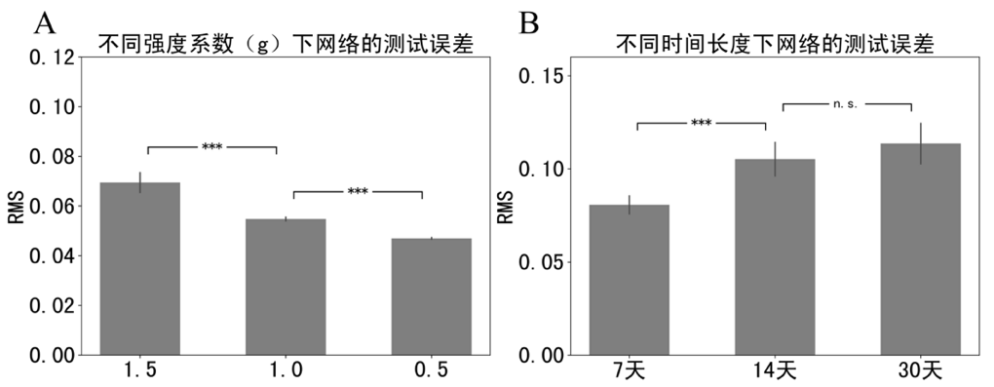 A
不同强度系数（g）下网络的测试误差
0.12
0.10
0.08
0.06
0.04
0.02
0.00
RMS
***
***
1.5 1.0 0.5
B
不同时间长度下网络的测试误差
0.15
0.10
0.05
0.00
RMS
***
n.s.
7天 14天 30天